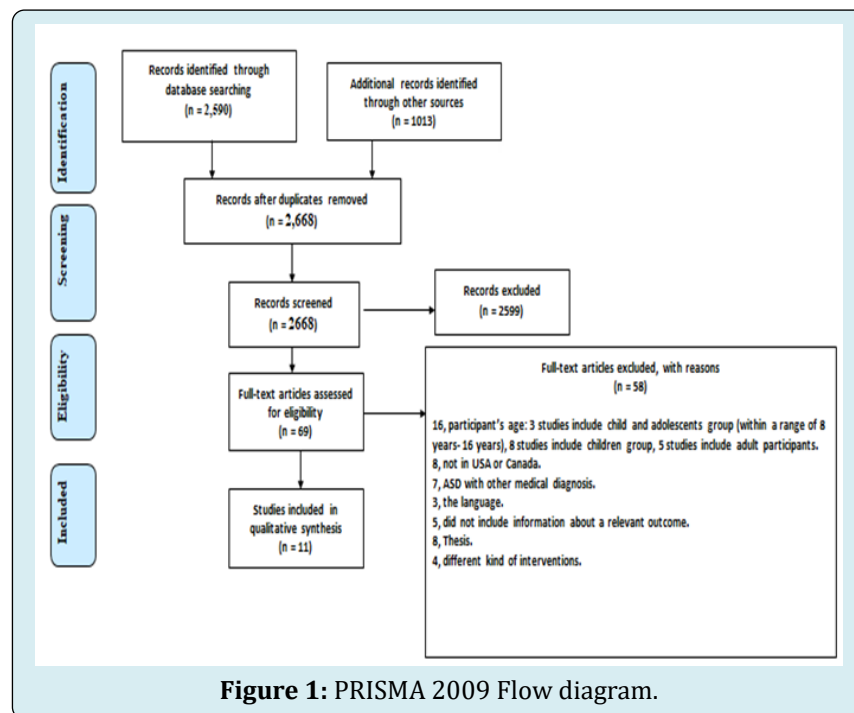 Identification
Records identified through
database searching
(n = 2,590)
Additional records identified
through other sources
(n = 1013)
Records after duplicates removed
(n = 2,668)
Screening
Records screened
(n = 2668)
Records excluded
(n = 2599)
Eligibility
Full-text articles assessed
for eligibility
(n = 69)
Full-text articles excluded, with reasons
(n = 58)
16, participant's age: 3 studies include child and adolescents group (within a range of 8
years- 16 years), 8 studies include children group, 5 studies include adult participants.
8, not in USA or Canada.
7, ASD with other medical diagnosis.
3, the language.
5, did not include information about a relevant outcome.
8, Thesis.
4, different kind of interventions.
Included
Studies included in
qualitative synthesis
(n = 11)
Figure 1: PRISMA 2009 Flow diagram.